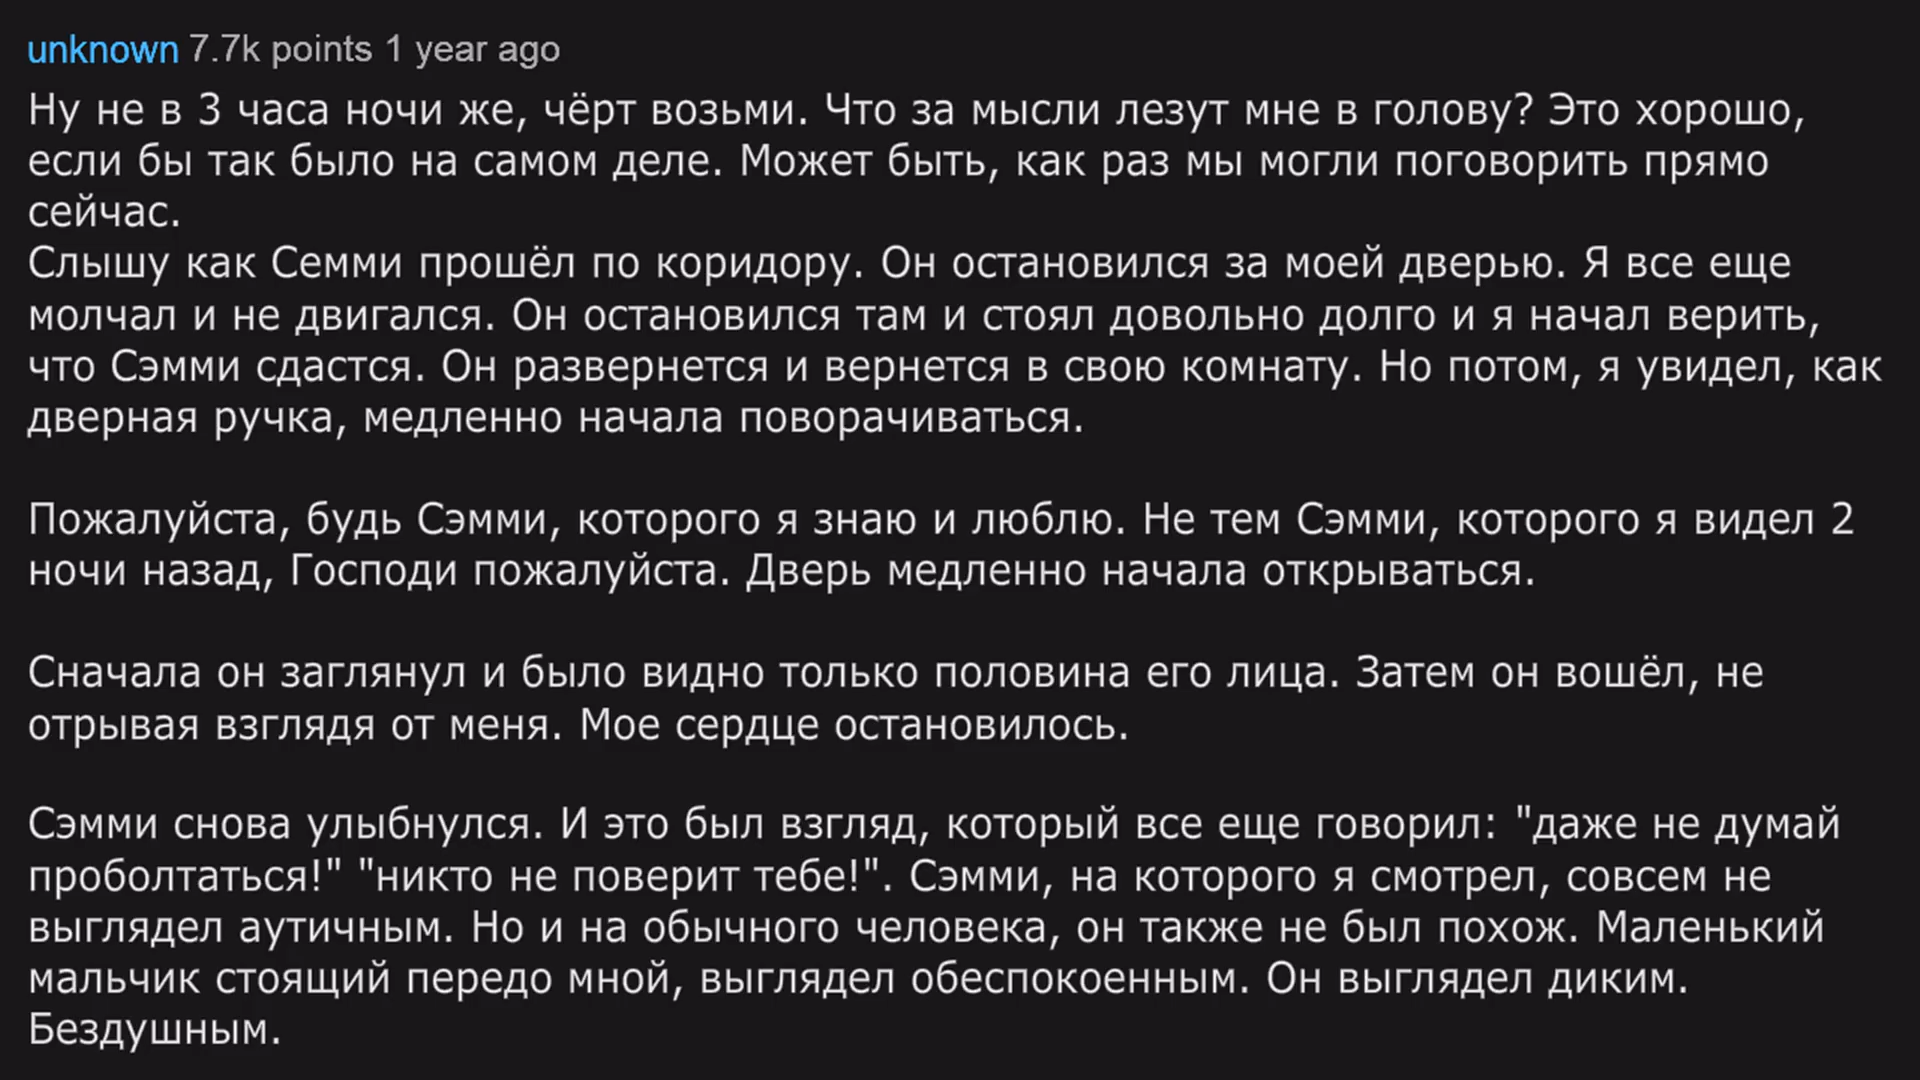 unknown 7.7k points 1 year ago
Ну не в 3 часа ночи же, чёрт возьми. Что за мысли лезут мне в голову? Это хорошо,
если бы так было на самом деле. Может быть, как раз мы могли поговорить прямо
сейчас.
Слышу как Семми прошёл по коридору. Он остановился за моей дверью. Я все еще
молчал и не двигался. Он остановился там и стоял довольно долго и я начал верить,
что Сэмми сдастся. Он развернется и вернется в свою комнату. Но потом, я увидел, как
дверная ручка, медленно начала поворачиваться.
Пожалуйста, будь Сэмми, которого я знаю и люблю. Не тем Сэмми, которого я видел 2
ночи назад, Господи пожалуйста. Дверь медленно начала открываться.
Сначала он заглянул и было видно только половина его лица. Затем он вошёл, не
отрывая взглядя от меня. Мое сердце остановилось.
Сэмми снова улыбнулся. И это был взгляд, который все еще говорил: "даже не думай
проболтаться!" "никто не поверит тебе!". Сэмми, на которого я смотрел, совсем не
выглядел аутичным. Но и на обычного человека, он также не был похож. Маленький
мальчик стоящий передо мной, выглядел обеспокоенным. Он выглядел диким.
Бездушным.